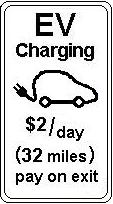 EV
Charging
$2/day
(32 miles)
pay on exit